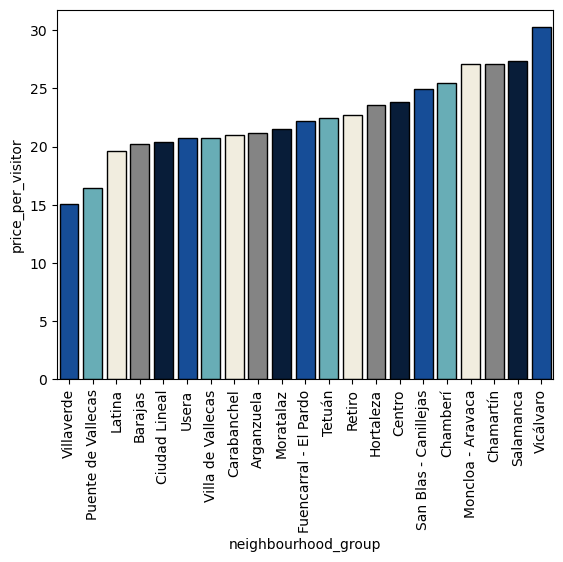 30
25
20
15
10
5
0
price_per_visitor
Villaverde
Puente de Vallecas
Latina
Barajas
Ciudad Lineal
Usera
Villa de Vallecas
Carabanchel
Arganzuela
Moratalaz
Fuencarral - El Pardo
Tetuán
Retiro
Hortaleza
Centro
San Blas - Canillejas
Chamberí
Moncloa - Aravaca
Chamartín
Salamanca
Vicálvaro
neighbourhood_group